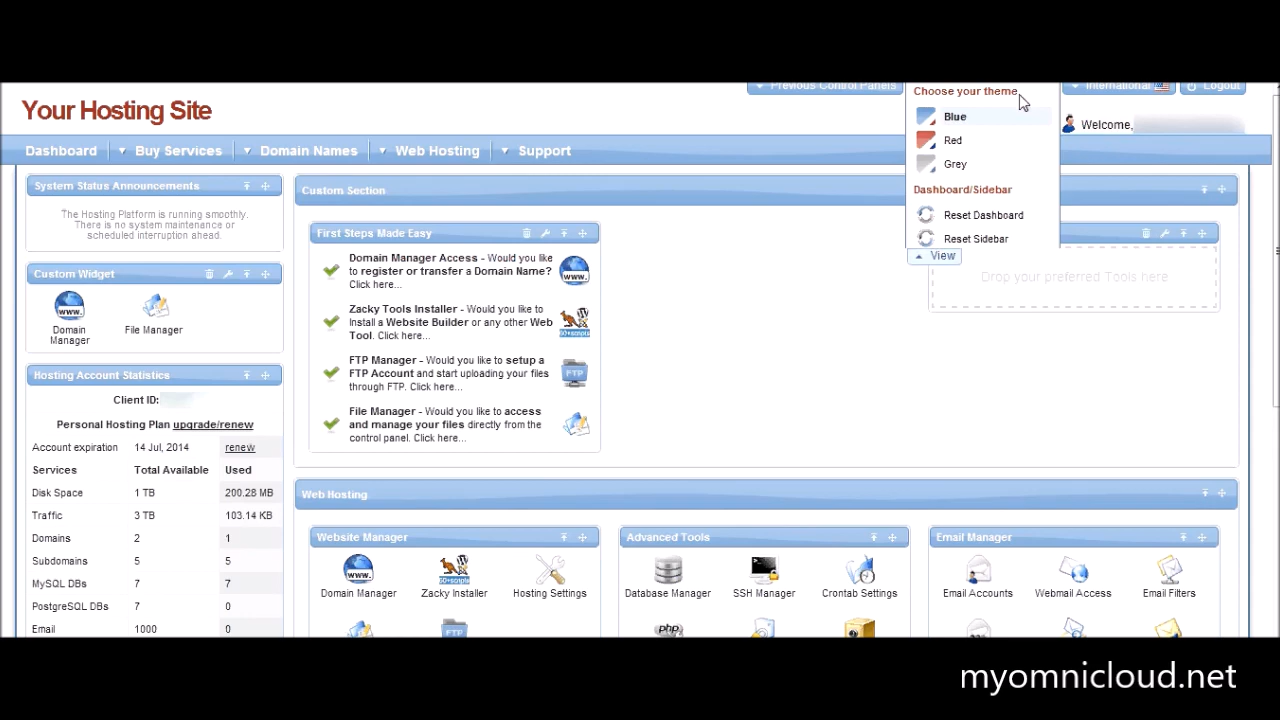 Previous Control Panels
International
Logout
Choose your theme
Blue
Red
Grey
Dashboard/Sidebar
Reset Dashboard
Reset Sidebar
View
Your Hosting Site
Welcome,
Dashboard
Buy Services
Domain Names
Web Hosting
Support
System Status Announcements
The Hosting Platform is running smoothly.
There is no system maintenance or
scheduled interruption ahead.
Custom Widget
Domain
Manager
File Manager
Hosting Account Statistics
Client ID:
Personal Hosting Plan upgrade/renew
Account expiration 14 Jul, 2014 renew
Services Total Available Used
Disk Space 1 TB 200.28 MB
Traffic 3 TB 103.14 KB
Domains 2 1
Subdomains 5 5
MySQL DBs 7 7
PostgreSQL DBs 7 0
Email 1000 0
Custom Section
First Steps Made Easy
Domain Manager Access - Would you like
to register or transfer a Domain Name?
Click here...
www.
Zacky Tools Installer - Would you like to
Install a Website Builder or any other Web
Tool. Click here...
60+scripts
FTP Manager - Would you like to setup a
FTP Account and start uploading your files
through FTP. Click here...
FTP
File Manager - Would you like to access
and manage your files directly from the
control panel. Click here...
Drop your preferred Tools here
Web Hosting
Website Manager
www.
Domain Manager
60+scripts
Zacky Installer
Hosting Settings
FTP
Advanced Tools
Database Manager
SSH Manager
Crontab Settings
php
Email Manager
Email Accounts
Webmail Access
Email Filters
myomnicloud.net